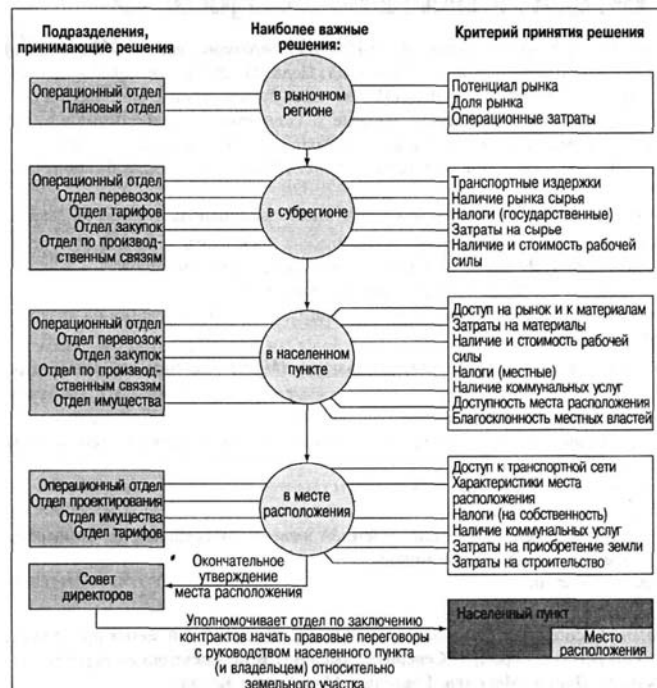 Подразделения,
принимающие решения
Наиболее важные
решения:
Критерий принятия решения
Операционный отдел
Плановый отдел
в рыночном
регионе
Потенциал рынка
Доля рынка
Операционные затраты
Операционный отдел
Отдел перевозок
Отдел тарифов
Отдел закупок
Отдел по производ-
ственным связям
в субрегионе
Транспортные издержки
Наличие рынка сырья
Налоги (государственные)
Затраты на сырье
Наличие и стоимость рабочей
силы
Операционный отдел
Отдел перевозок
Отдел закупок
Отдел по производ-
ственным связям
Отдел имущества
в населенном
пункте
Доступ на рынок и к материалам
Затраты на материалы
Наличие и стоимость рабочей
силы
Налоги (местные)
Наличие коммунальных услуг
Доступность места расположения
Благосклонность местных властей
Операционный отдел
Отдел проектирования
Отдел имущества
Отдел тарифов
в месте
расположения
Доступ к транспортной сети
Характеристики места
расположения
Налоги (на собственность)
Наличие коммунальных услуг
Затраты на приобретение земли
Затраты на строительство
Совет
директоров
Окончательное
утверждение
места расположения
Уполномочивает отдел по заключению
контрактов начать правовые переговоры
с руководством населенного пункта
(и владельцем) относительно
земельного участка
Населенный пункт
Место
расположения